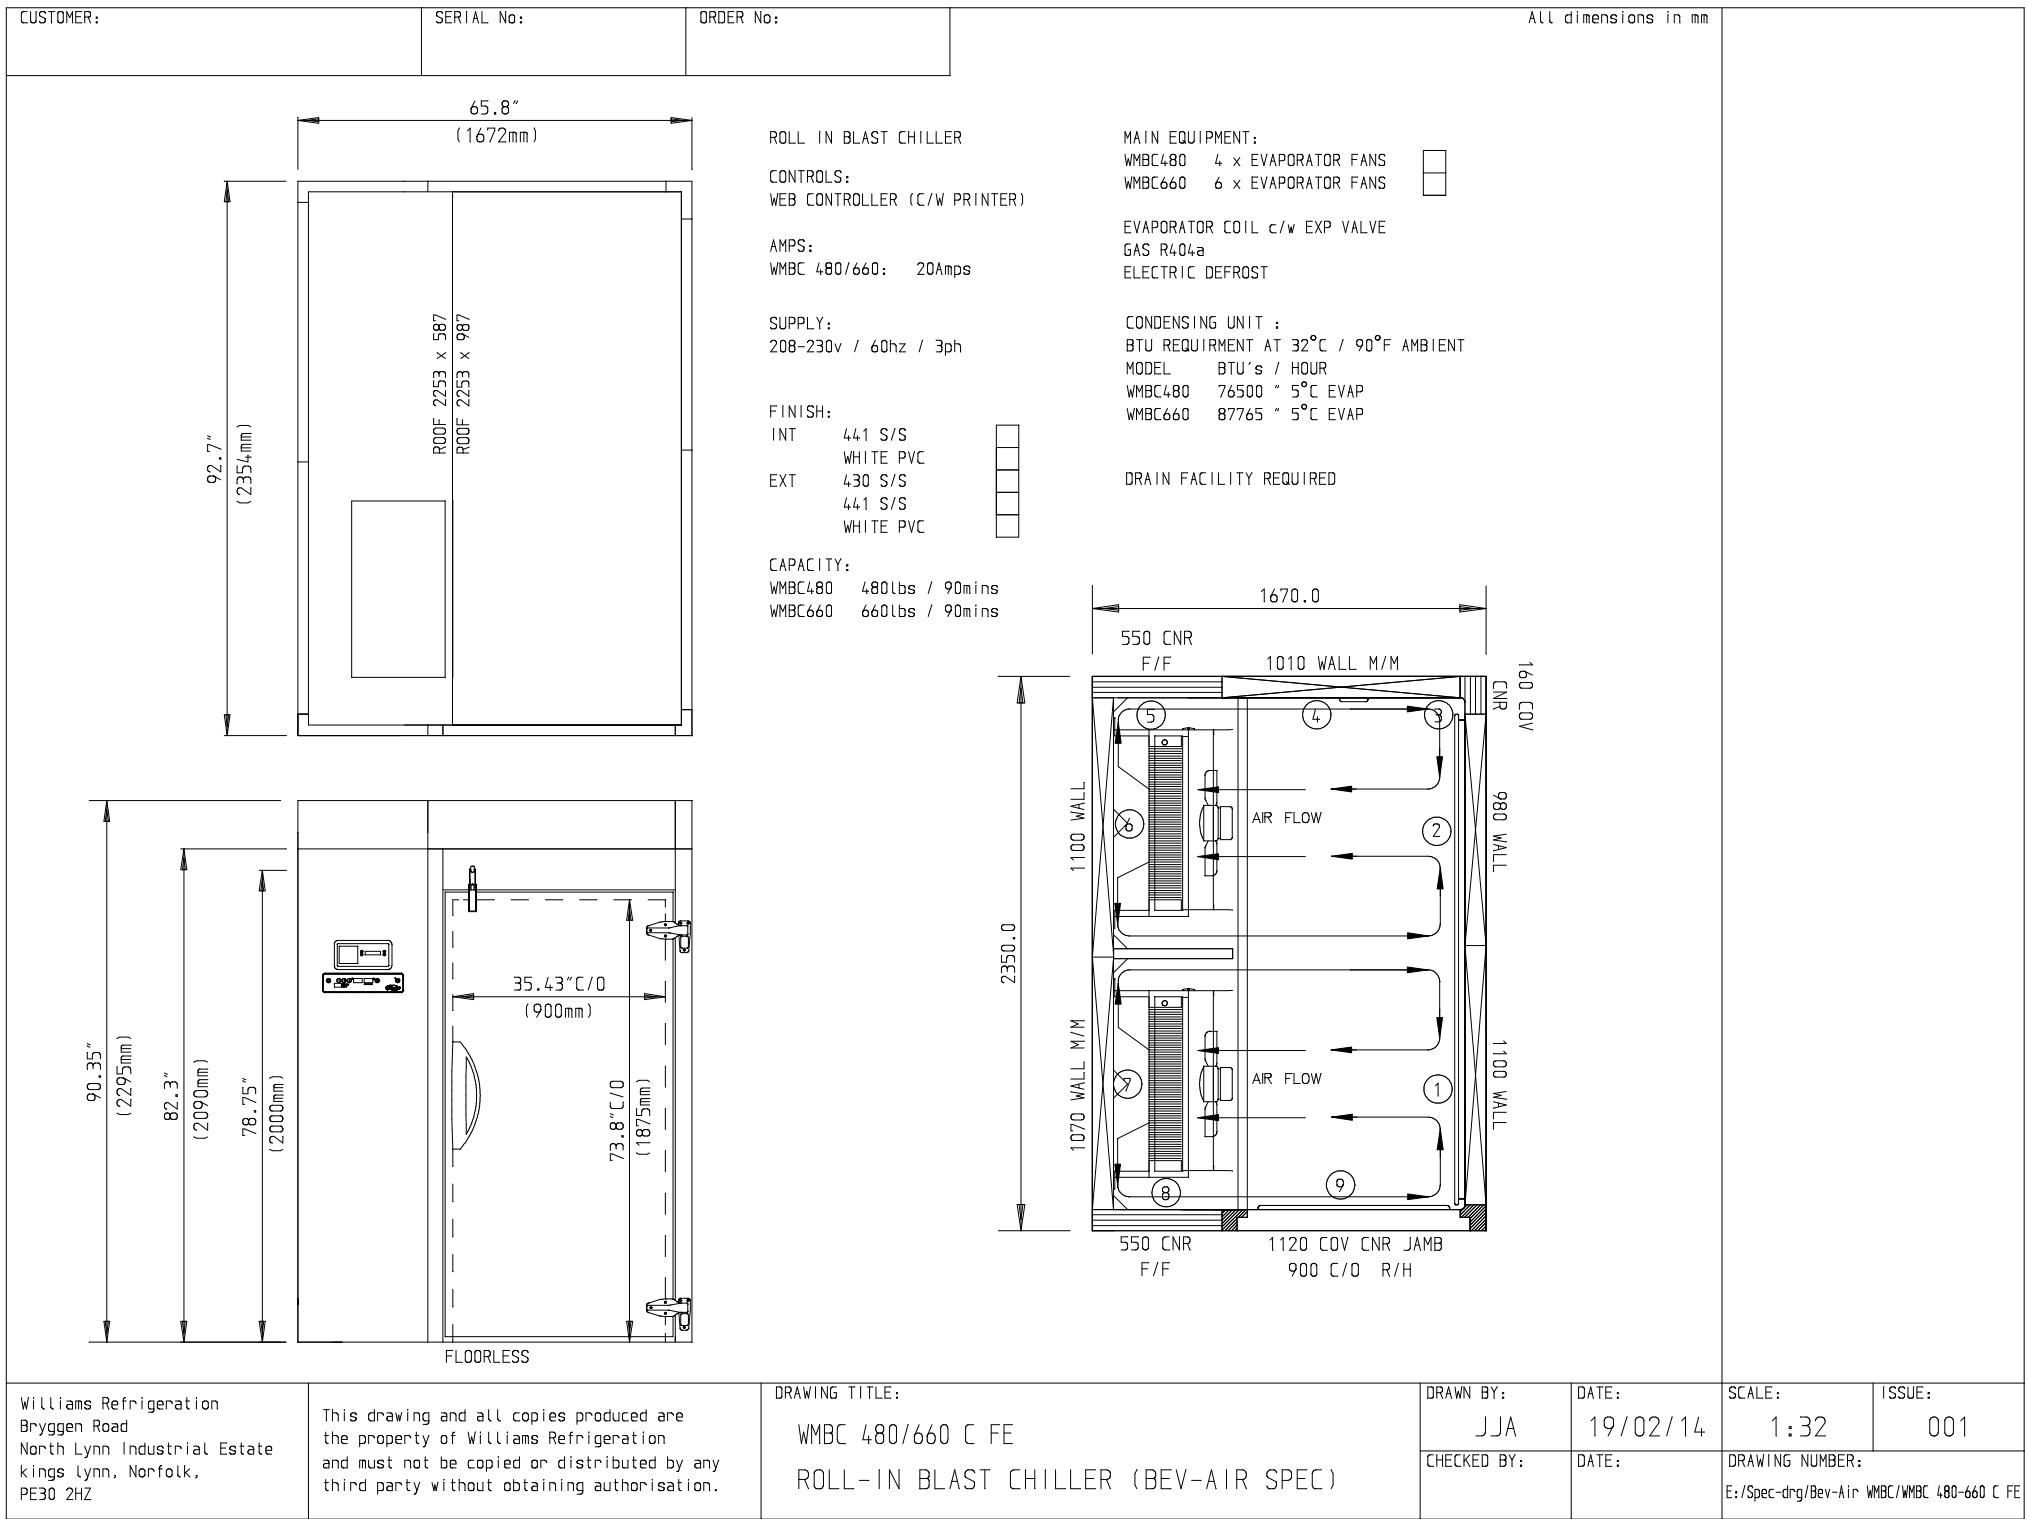 CUSTOMER:
SERIAL No:
ORDER No:
All dimensions in mm
65.8"
(1672mm)
92.7"
(2354mm)
ROOF 2253 x 587
ROOF 2253 x 987
ROLL IN BLAST CHILLER
CONTROLS:
WEB CONTROLLER (C/W PRINTER)
AMPS:
WMBC 480/660: 20Amps
SUPPLY:
208-230v / 60hz / 3ph
FINISH:
INT 441 S/S
WHITE PVC
EXT 430 S/S
441 S/S
WHITE PVC
CAPACITY:
WMBC480 480lbs / 90mins
WMBC660 660lbs / 90mins
MAIN EQUIPMENT:
WMBC480 4 x EVAPORATOR FANS
WMBC660 6 x EVAPORATOR FANS
EVAPORATOR COIL c/w EXP VALVE
GAS R404a
ELECTRIC DEFROST
CONDENSING UNIT :
BTU REQUIRMENT AT 32°C / 90°F AMBIENT
MODEL BTU's / HOUR
WMBC480 76500 " 5°C EVAP
WMBC660 87765 " 5°C EVAP
DRAIN FACILITY REQUIRED
90.35"
(2295mm)
82.3"
(2090mm)
78.75"
(2000mm)
35.43"C/O
(900mm)
73.8"C/O
(1875mm)
FLOORLESS
1670.0
550 CNR
F/F
1010 WALL M/M
160 COV
CNR
5
4
3
1100 WALL
6
AIR FLOW
2
980 WALL
2350.0
1070 WALL M/M
7
AIR FLOW
1
1100 WALL
8
9
550 CNR
F/F
1120 COV CNR JAMB
900 C/O R/H
Williams Refrigeration
Bryggen Road
North Lynn Industrial Estate
kings lynn, Norfolk,
PE30 2HZ
This drawing and all copies produced are
the property of Williams Refrigeration
and must not be copied or distributed by any
third party without obtaining authorisation.
DRAWING TITLE:
WMBC 480/660 C FE
ROLL-IN BLAST CHILLER (BEV-AIR SPEC)
DRAWN BY:
JJA
DATE:
19/02/14
SCALE:
1:32
ISSUE:
001
CHECKED BY:
DATE:
DRAWING NUMBER:
E:/Spec-drg/Bev-Air WMBC/WMBC 480-660 C FE